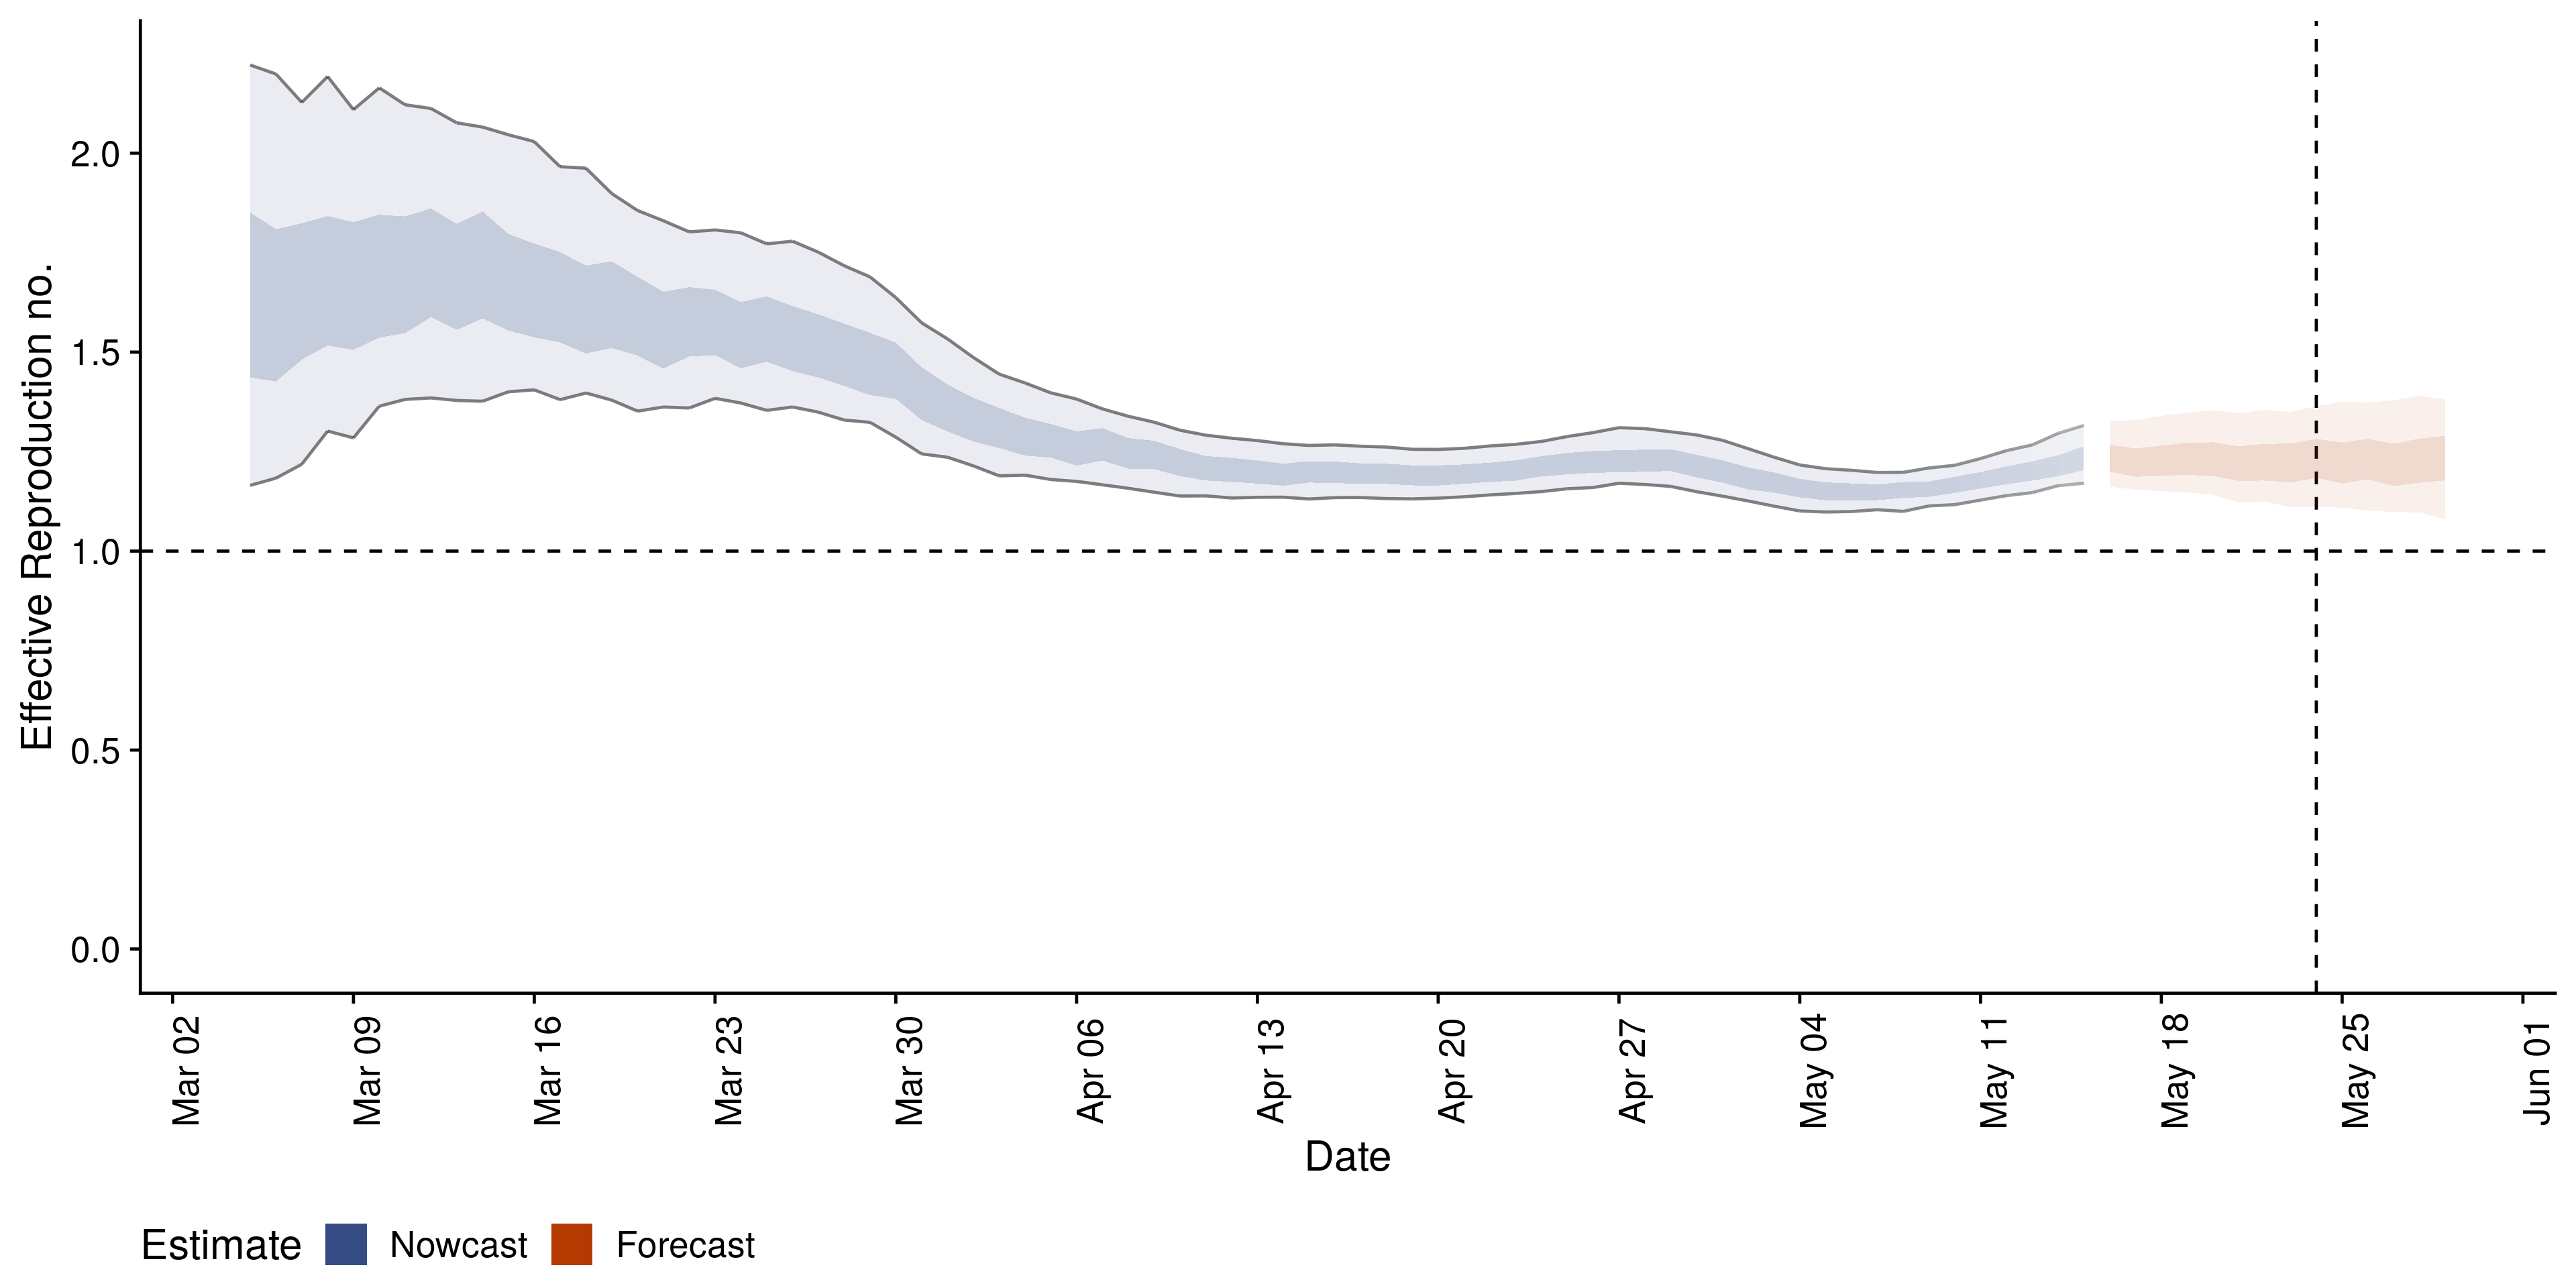 Effective Reproduction no.
2.0
1.5
1.0
0.5
0.0
Mar 02
Mar 09
Mar 16
Mar 23
Mar 30
Apr 06
Apr 13
Apr 20
Apr 27
May 04
May 11
May 18
May 25
Jun 01
Date
Estimate Nowcast Forecast